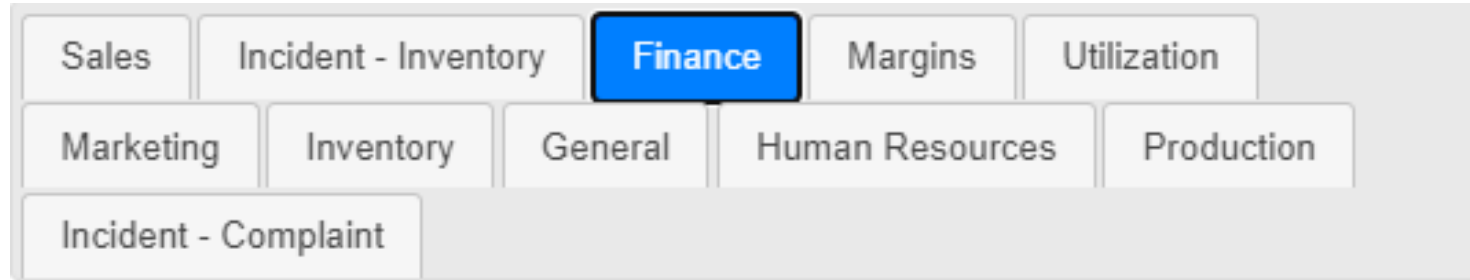 Sales Incident - Inventory Finance Margins Utilization
Marketing Inventory General Human Resources Production
Incident - Complaint